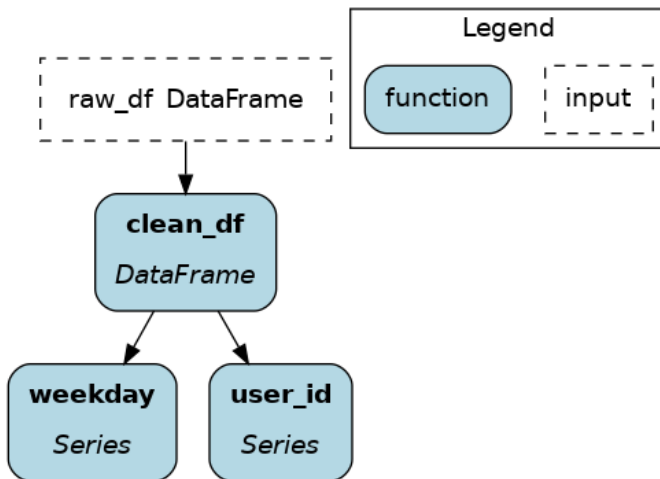 Legend
function
input
raw_df DataFrame
clean_df
DataFrame
weekday
Series
user_id
Series